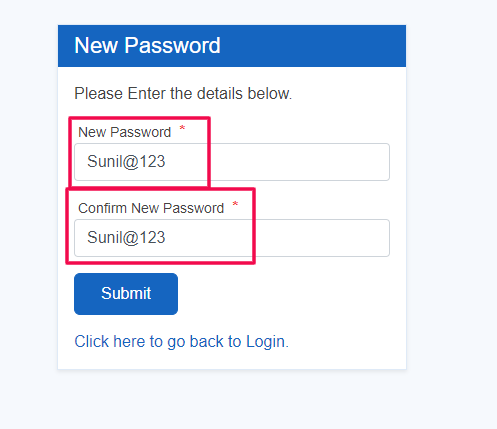 New Password
Please Enter the details below.
New Password *
Sunil@123
Confirm New Password *
Sunil@123
Submit
Click here to go back to Login.